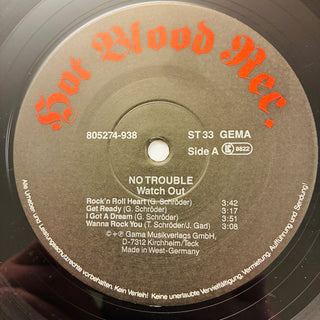 Hot Blood Rec.
805274-938
ST 33 GEMA
Side A LC 8822
NO TROUBLE
Watch Out
Rock'n Roll Heart (G. Schröder) 3:42
Get Ready (G. Schröder) 3:17
I Got A Dream (G. Schröder) 3:51
Wanna Rock You (T. Schröder/J. Gad) 3:08
© + ℗ Gama Musikverlags GmbH,
D-7312 Kirchheim/Teck
Made in West-Germany
Alle Urheber- und Leistungsschutzrechte vorbehalten. Kein Verleih! Keine unerlaubte Vervielfältigung, Vermietung, Aufführung und Sendung!